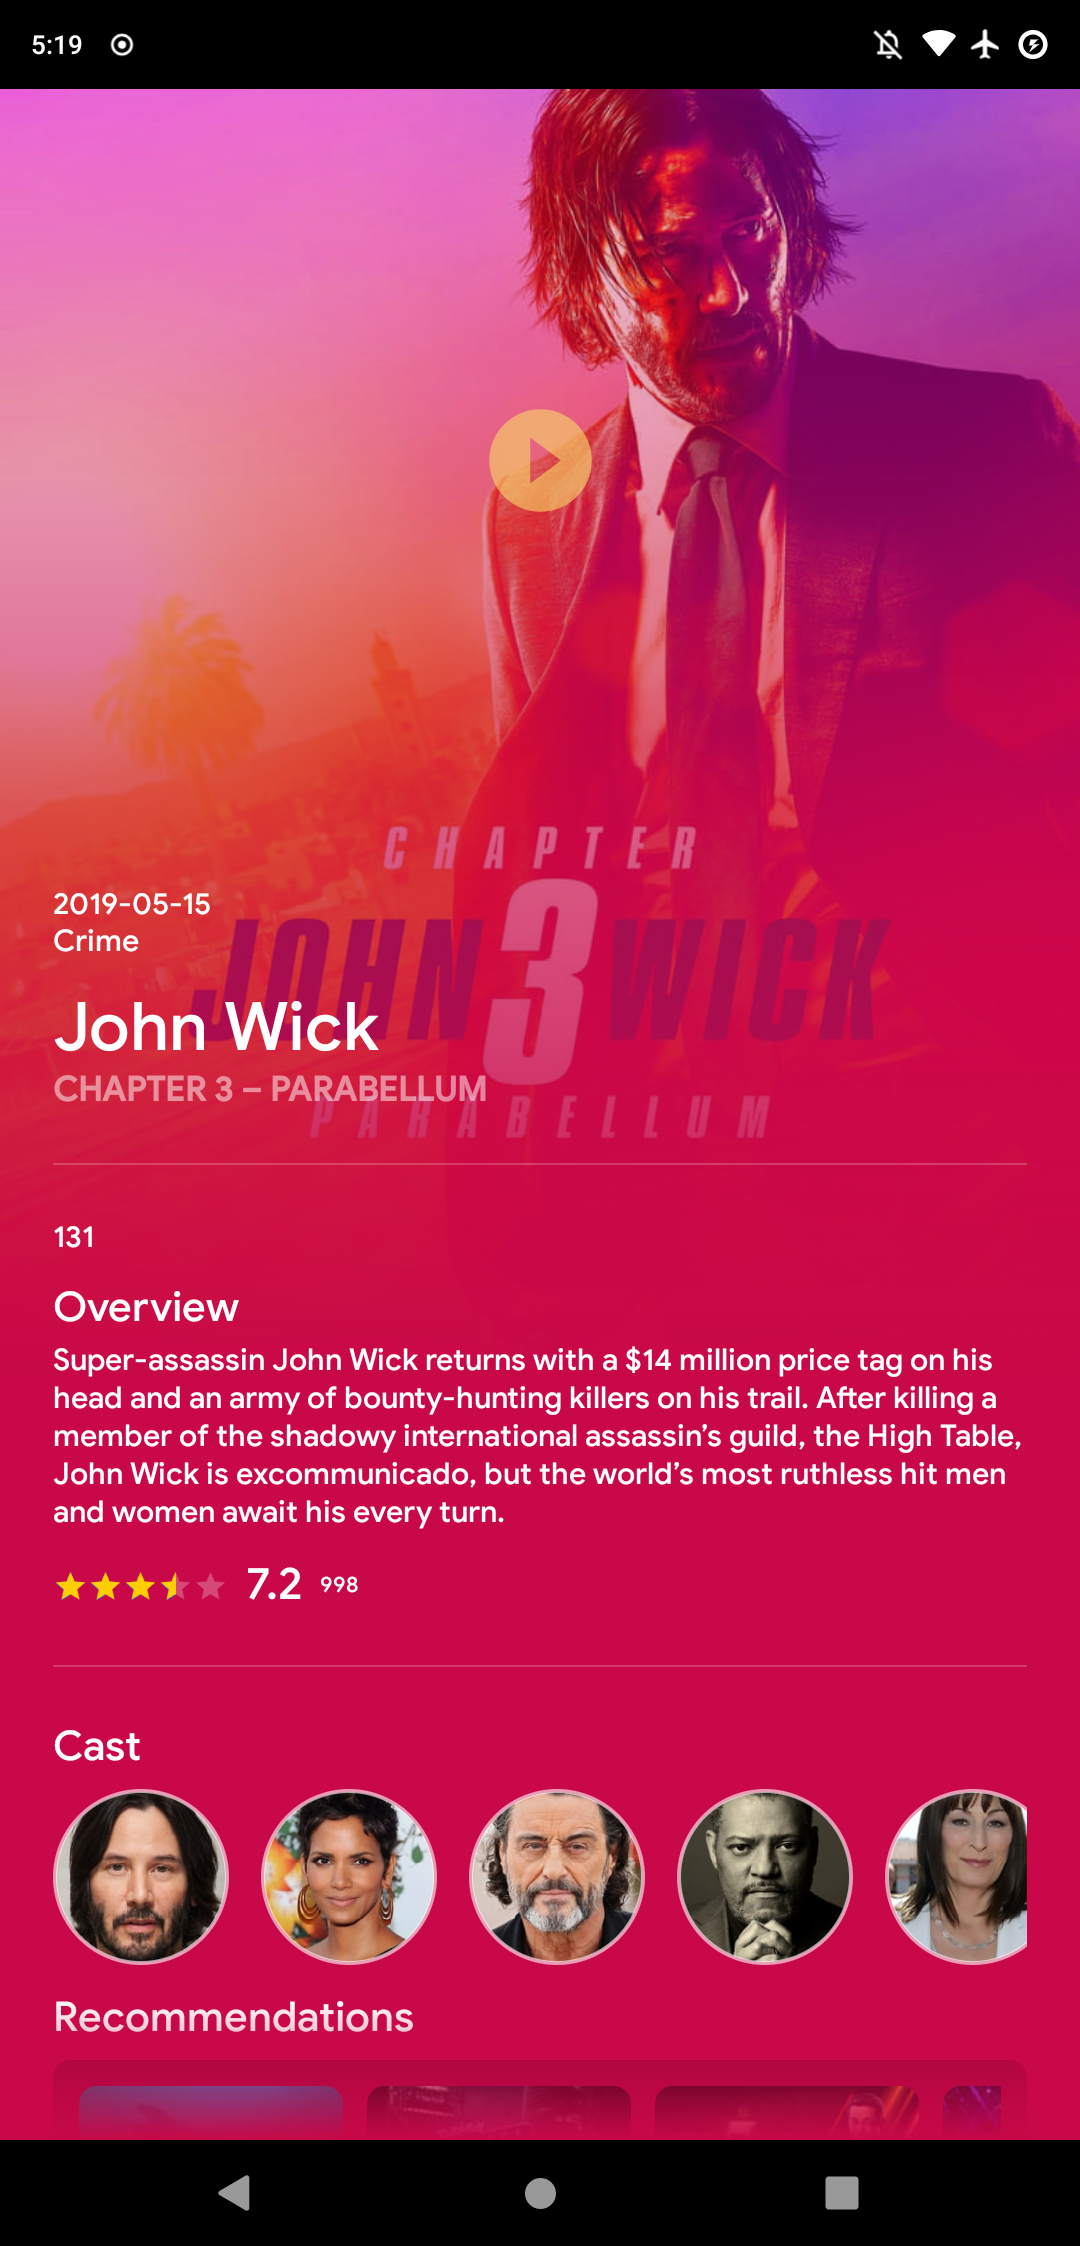 5:19
CHAPTER
2019-05-15
Crime
JOHN 3 WICK
John Wick
CHAPTER 3 – PARABELLUM
PARABELLUM
131
Overview
Super-assassin John Wick returns with a $14 million price tag on his
head and an army of bounty-hunting killers on his trail. After killing a
member of the shadowy international assassin’s guild, the High Table,
John Wick is excommunicado, but the world’s most ruthless hit men
and women await his every turn.
7.2 998
Cast
Recommendations